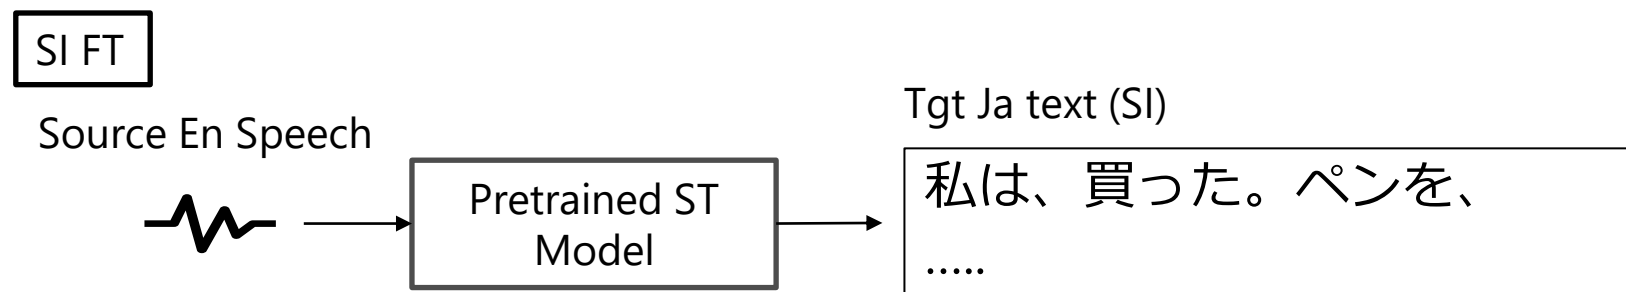 SI FT
Source En Speech
Pretrained ST
Model
Tgt Ja text (SI)
私は、買った。ペンを、
.....